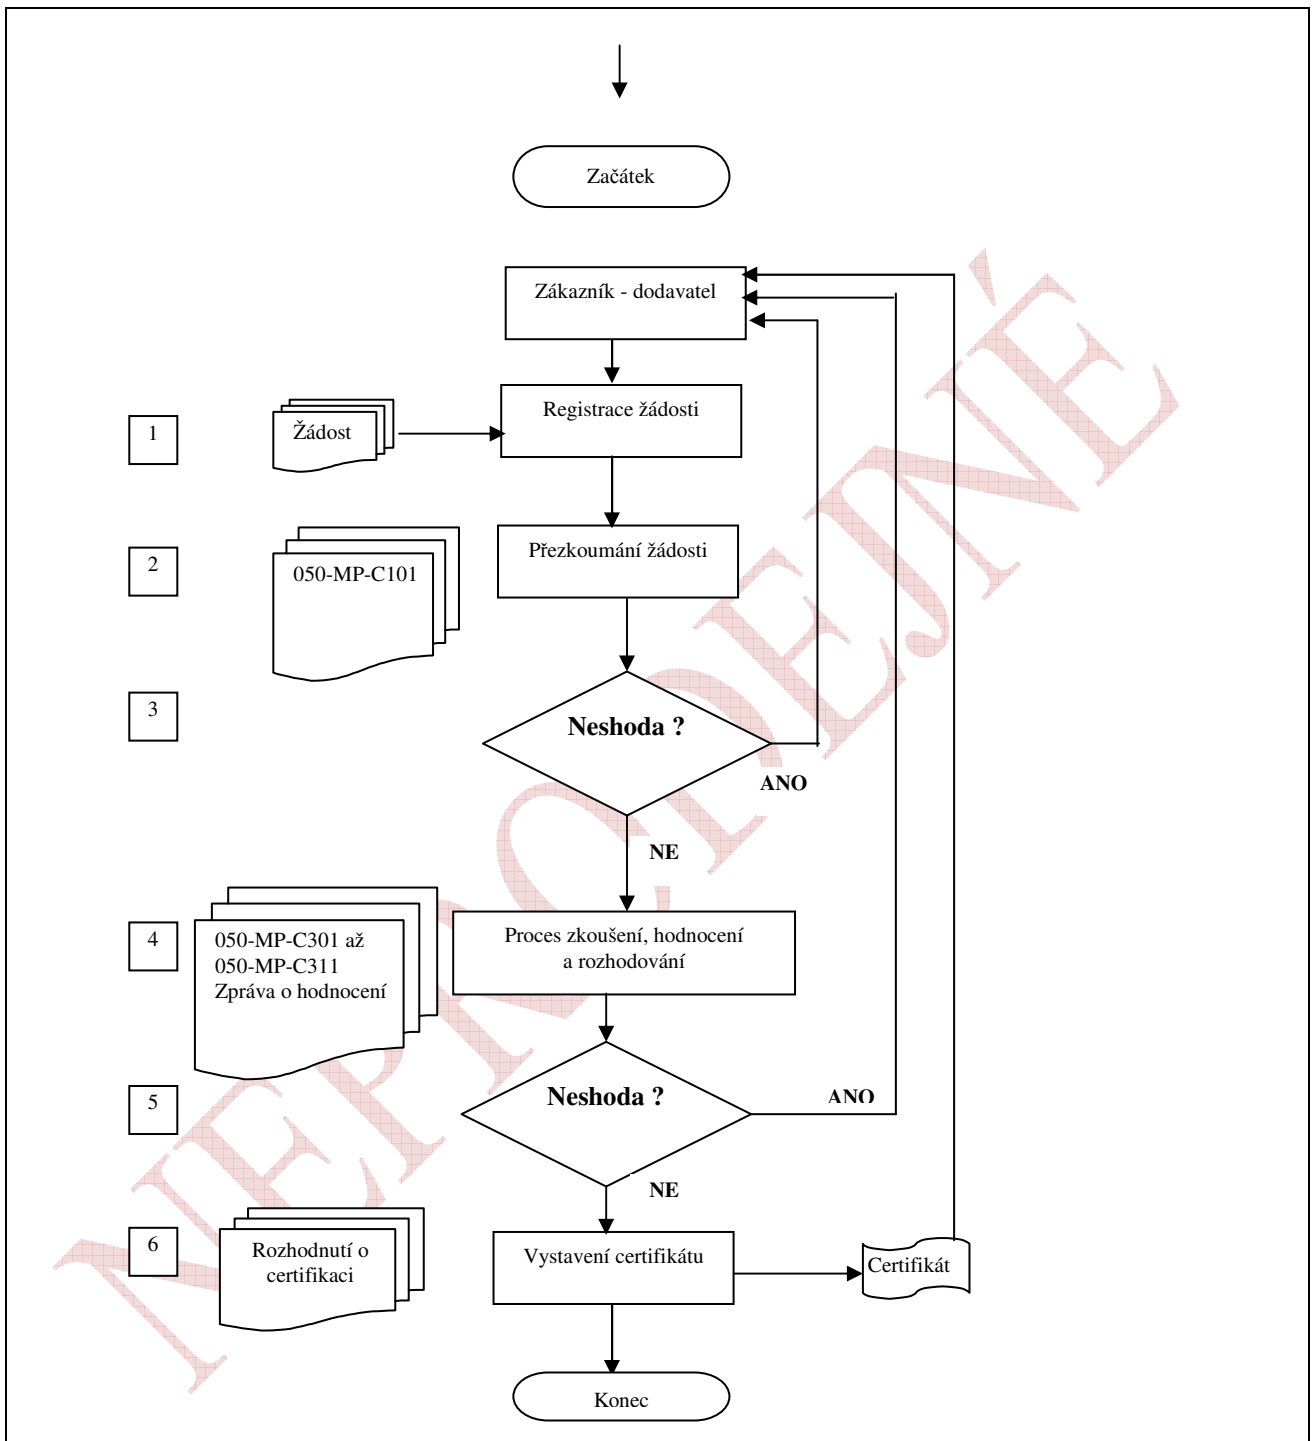 Začátek
Zákazník - dodavatel
1
Žádost
Registrace žádosti
2
050-MP-C101
Přezkoumání žádosti
3
Neshoda ?
ANO
NE
4
050-MP-C301 až
050-MP-C311
Zpráva o hodnocení
Proces zkoušení, hodnocení
a rozhodování
5
Neshoda ?
ANO
NE
6
Rozhodnutí o
certifikaci
Vystavení certifikátu
Certifikát
Konec
NEPRODEJNÉ